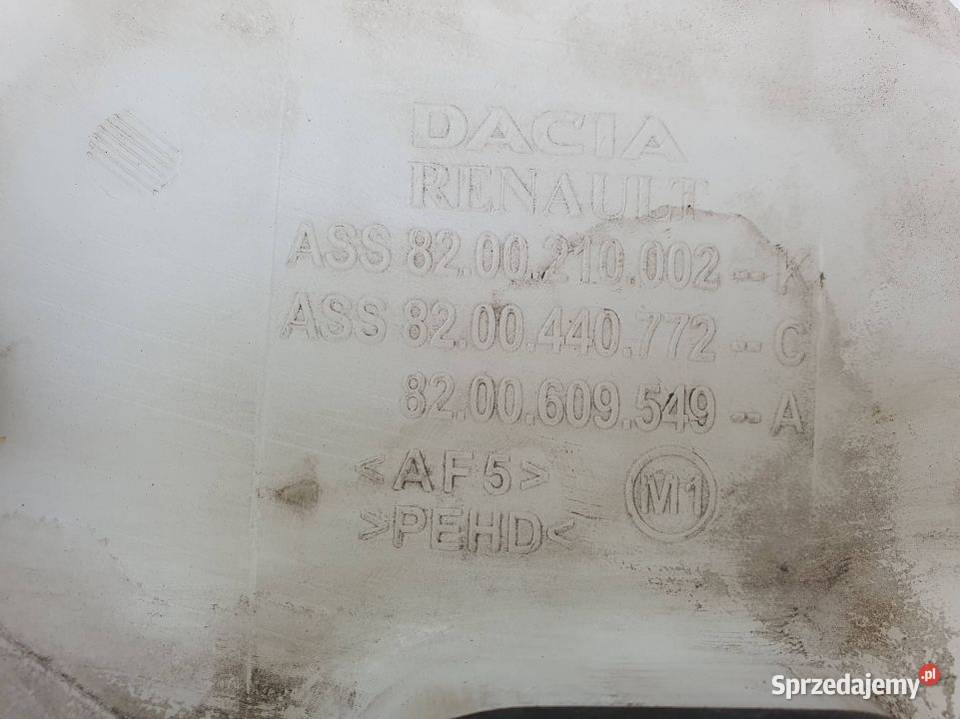 DACIA
RENAULT
ASS 82.00.210.002 -- K
ASS 82.00.440.772 -- C
82.00.609.549 -- A
<AF5>
M1
>PEHD<
Sprzedajemy.pl